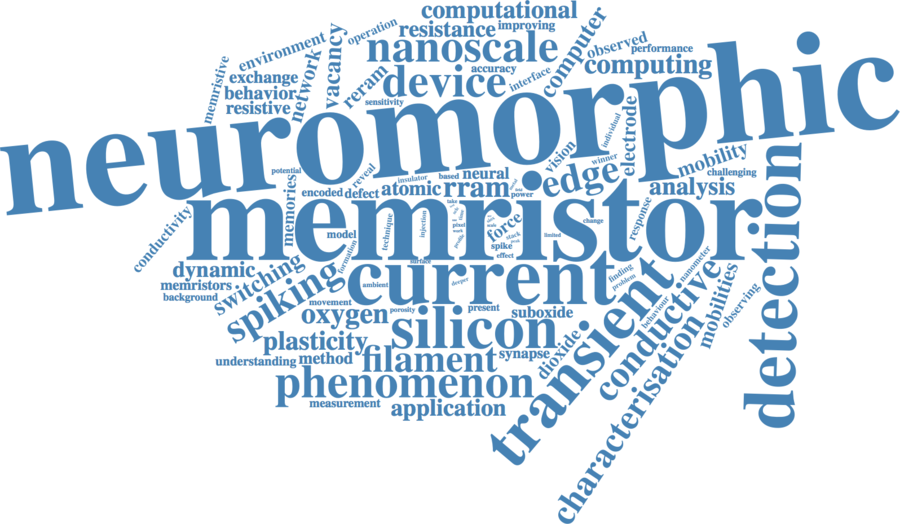 computational
operation
resistance
improving
environment
vacancy
nanoscale
computer
observed
performance
memristive
exchange
network
reram
device
accuracy
interface
computing
behavior
resistive
sensitivity
neuromorphic
individual
electrode
vision
winner
mobility
challenging
potential
reveal
insulator
based
neural
edge
analysis
detection
encoded
defect
atomic
rram
power
memories
memristor
conductivity
model
technique
injection
force
pixel
spike
effect
stack
limited
change
response
formation
surface
dynamic
switching
current
memristors
background
spiking
ambient
deeper
finding
problem
nanometer
movement
porosity
present
oxygen
suboxide
transient
behaviour
conductive
mobilities
observing
plasticity
silicon
understanding
method
filament
synapse
dioxide
phenomenon
characterisation
measurement
application